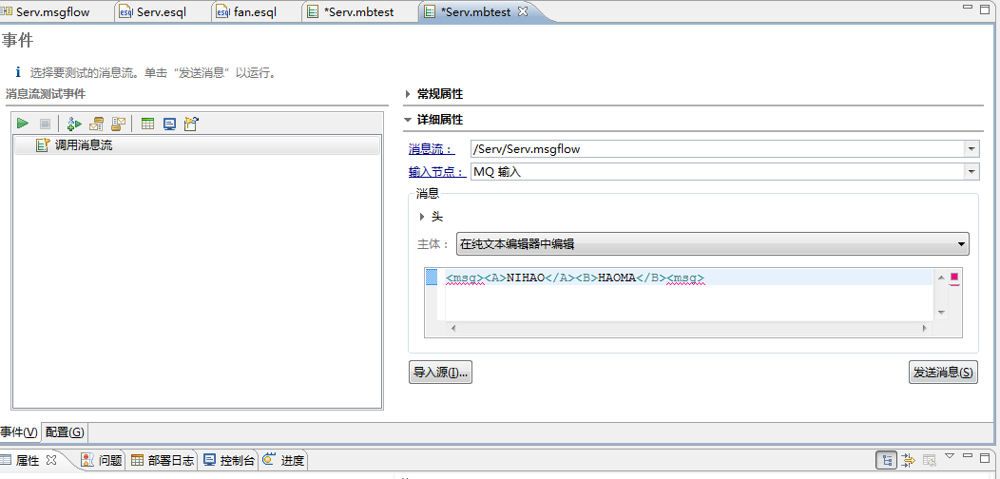 Serv.msgflow Serv.esql fan.esql *Serv.mbtest *Serv.mbtest
事件
选择要测试的消息流。单击“发送消息”以运行。
消息流测试事件
调用消息流
常规属性
详细属性
消息流： /Serv/Serv.msgflow
输入节点： MQ 输入
消息
头
主体： 在纯文本编辑器中编辑
<msg><A>NIHAO</A><B>HAOMA</B><msg>
导入源(I)... 发送消息(S)
事件(V) 配置(G)
属性 问题 部署日志 控制台 进度